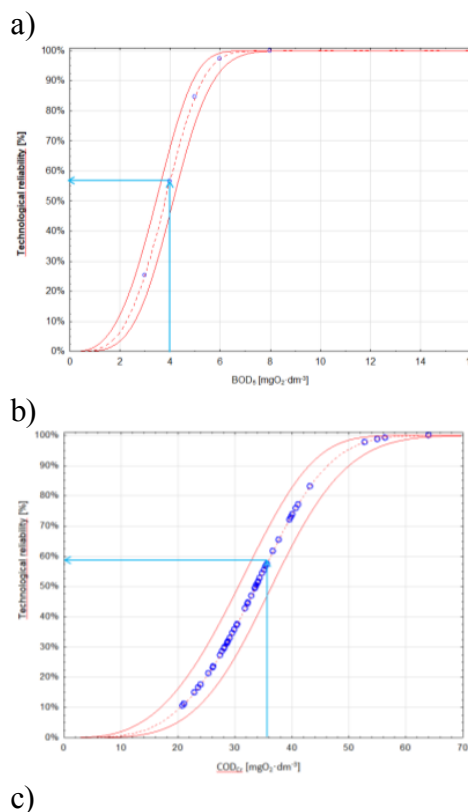 a)
100%
90%
80%
70%
60%
50%
40%
30%
20%
10%
0%
Technological reliability [%]
0 2 4 6 8 10 12 14 16
BOD₅ [mgO₂·dm⁻³]
b)
100%
90%
80%
70%
60%
50%
40%
30%
20%
10%
0%
Technological reliability [%]
0 10 20 30 40 50 60 70
COD_Cr [mgO₂·dm⁻³]
c)